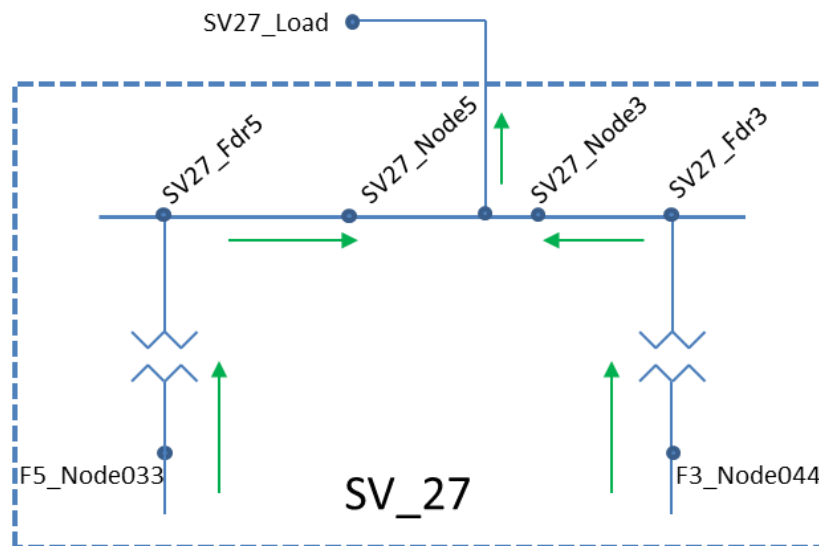 SV27_Load
SV27_Fdr5
SV27_Node5
SV27_Node3
SV27_Fdr3
F5_Node033
F3_Node044
SV_27